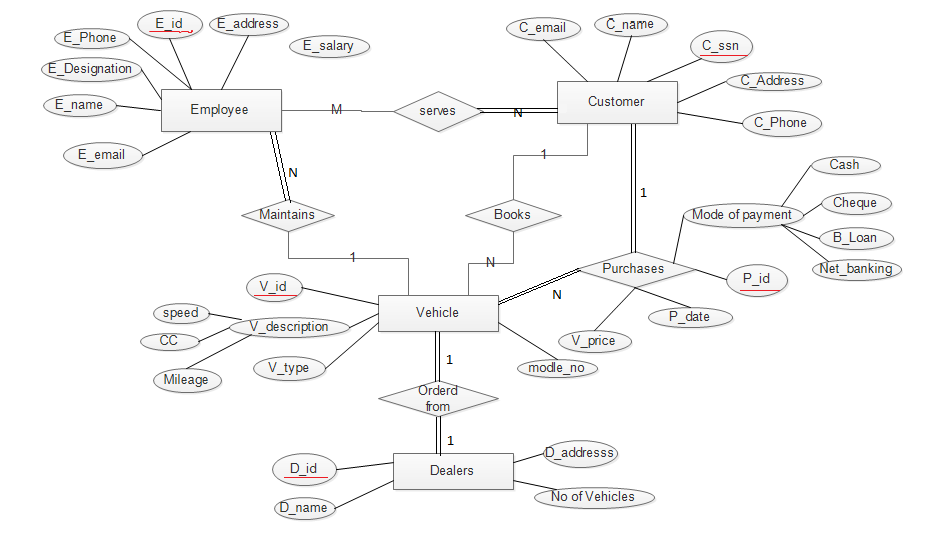 E_id
E_address
C_email
C_name
E_Phone
E_salary
C_ssn
E_Designation
C_Address
E_name
Employee
M
serves
N
Customer
C_Phone
E_email
N
1
1
Cash
Maintains
Books
Mode of payment
Cheque
B_Loan
1
N
Purchases
Net_banking
V_id
N
P_id
speed
V_description
Vehicle
P_date
CC
V_price
Mileage
V_type
1
modle_no
Orderd
from
1
D_id
Dealers
D_addresss
D_name
No of Vehicles